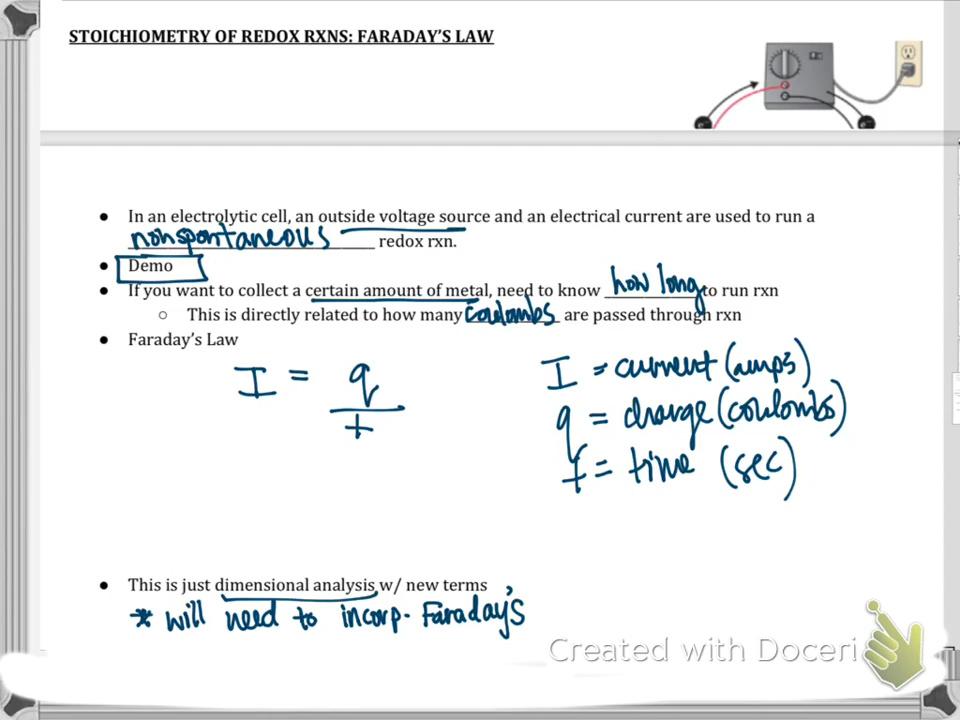 STOICHIOMETRY OF REDOX RXNS: FARADAY'S LAW
● In an electrolytic cell, an outside voltage source and an electrical current are used to run a
nonspontaneous redox rxn.
● Demo
● If you want to collect a certain amount of metal, need to know how long to run rxn
○ This is directly related to how many coulombs are passed through rxn
● Faraday's Law
I = q
t
I = current (amps)
q = charge (coulombs)
t = time (sec)
● This is just dimensional analysis w/ new terms
* will need to incorp. Faraday's
Created with Doceri